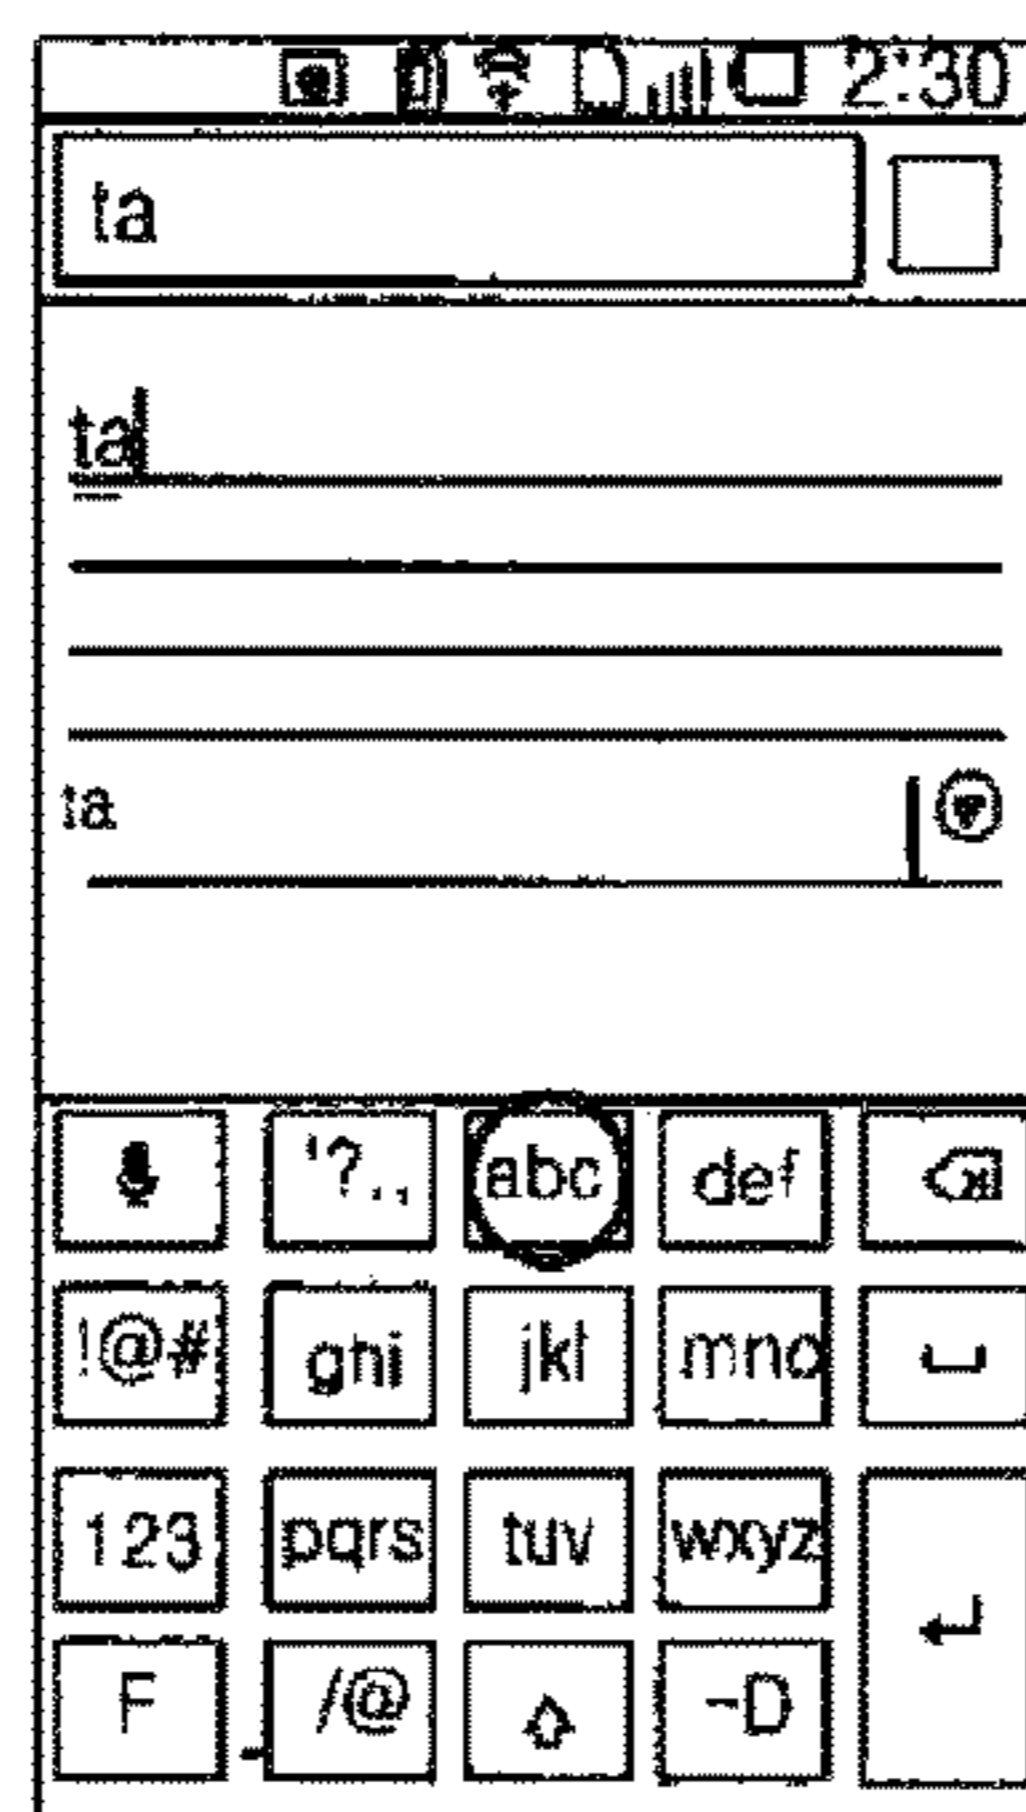 2:30
ta
ta
ta
'?., abc def
!@# ghi jkl mno
123 pqrs tuv wxyz
F /@ -D